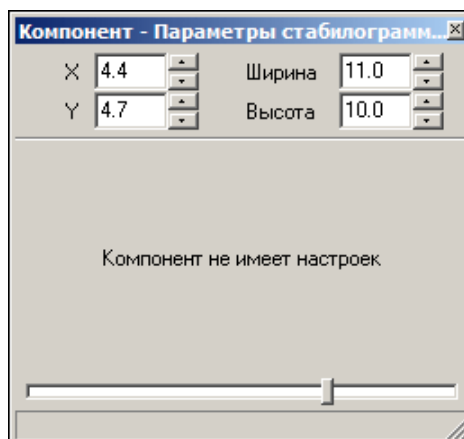 Компонент - Параметры стабилограмм...
X 4.4 Ширина 11.0
Y 4.7 Высота 10.0
Компонент не имеет настроек